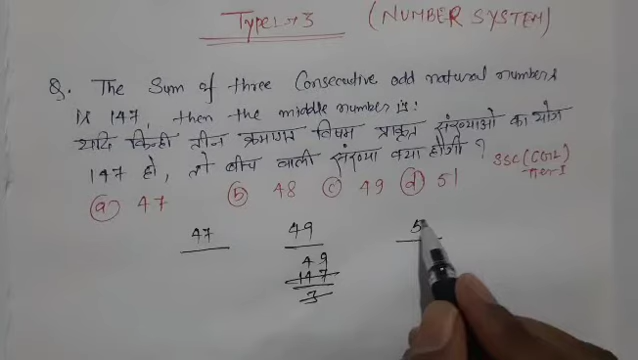 Type:→3 (NUMBER SYSTEM)
Q. The Sum of three Consecutive odd natural numbers
is 147, then the middle number is:
यदि किन्ही तीन क्रमागत विषम प्राकृत संख्याओ का योग
147 हो, तो बीच वाली संख्या क्या होगी ? SSC(CGL)
Tier-I
(a) 47 (b) 48 (c) 49 (d) 51
47 49 5
49
147
3